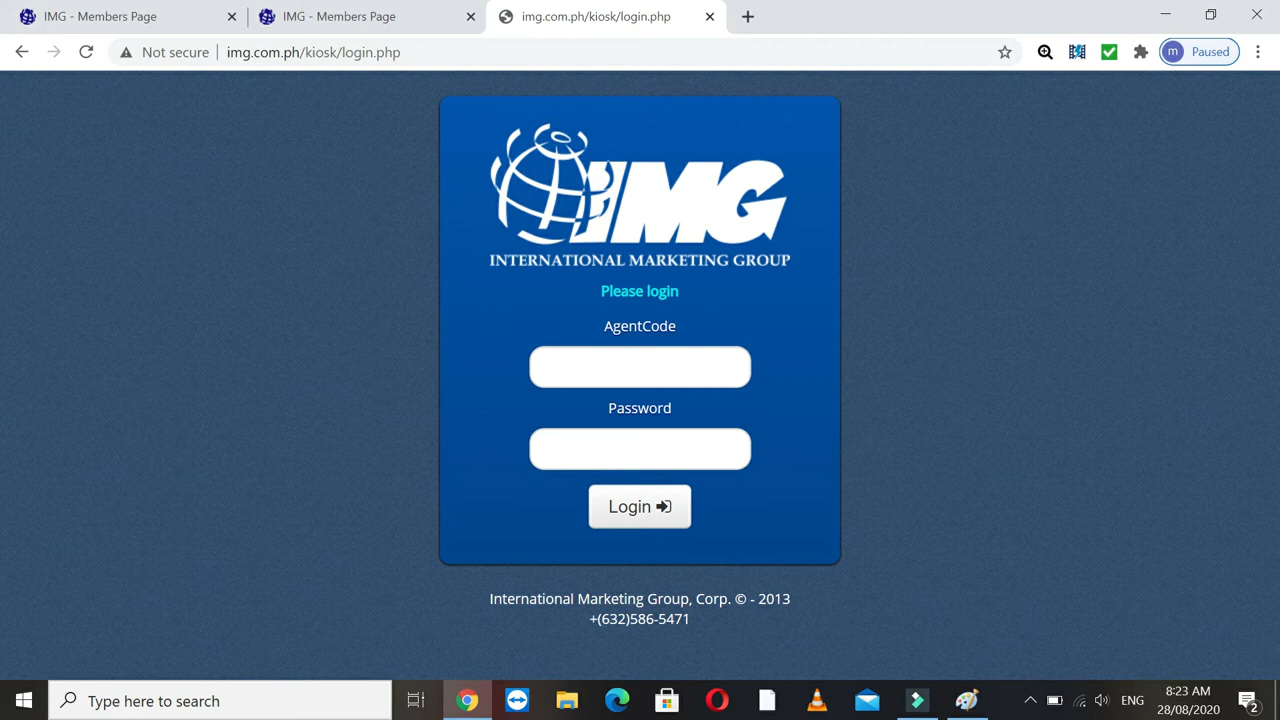 IMG - Members Page
IMG - Members Page
img.com.ph/kiosk/login.php
Not secure
img.com.ph/kiosk/login.php
m
Paused
IMG
INTERNATIONAL MARKETING GROUP
Please login
AgentCode
Password
Login
International Marketing Group, Corp. © - 2013
+(632)586-5471
Type here to search
ENG
8:23 AM
28/08/2020
2